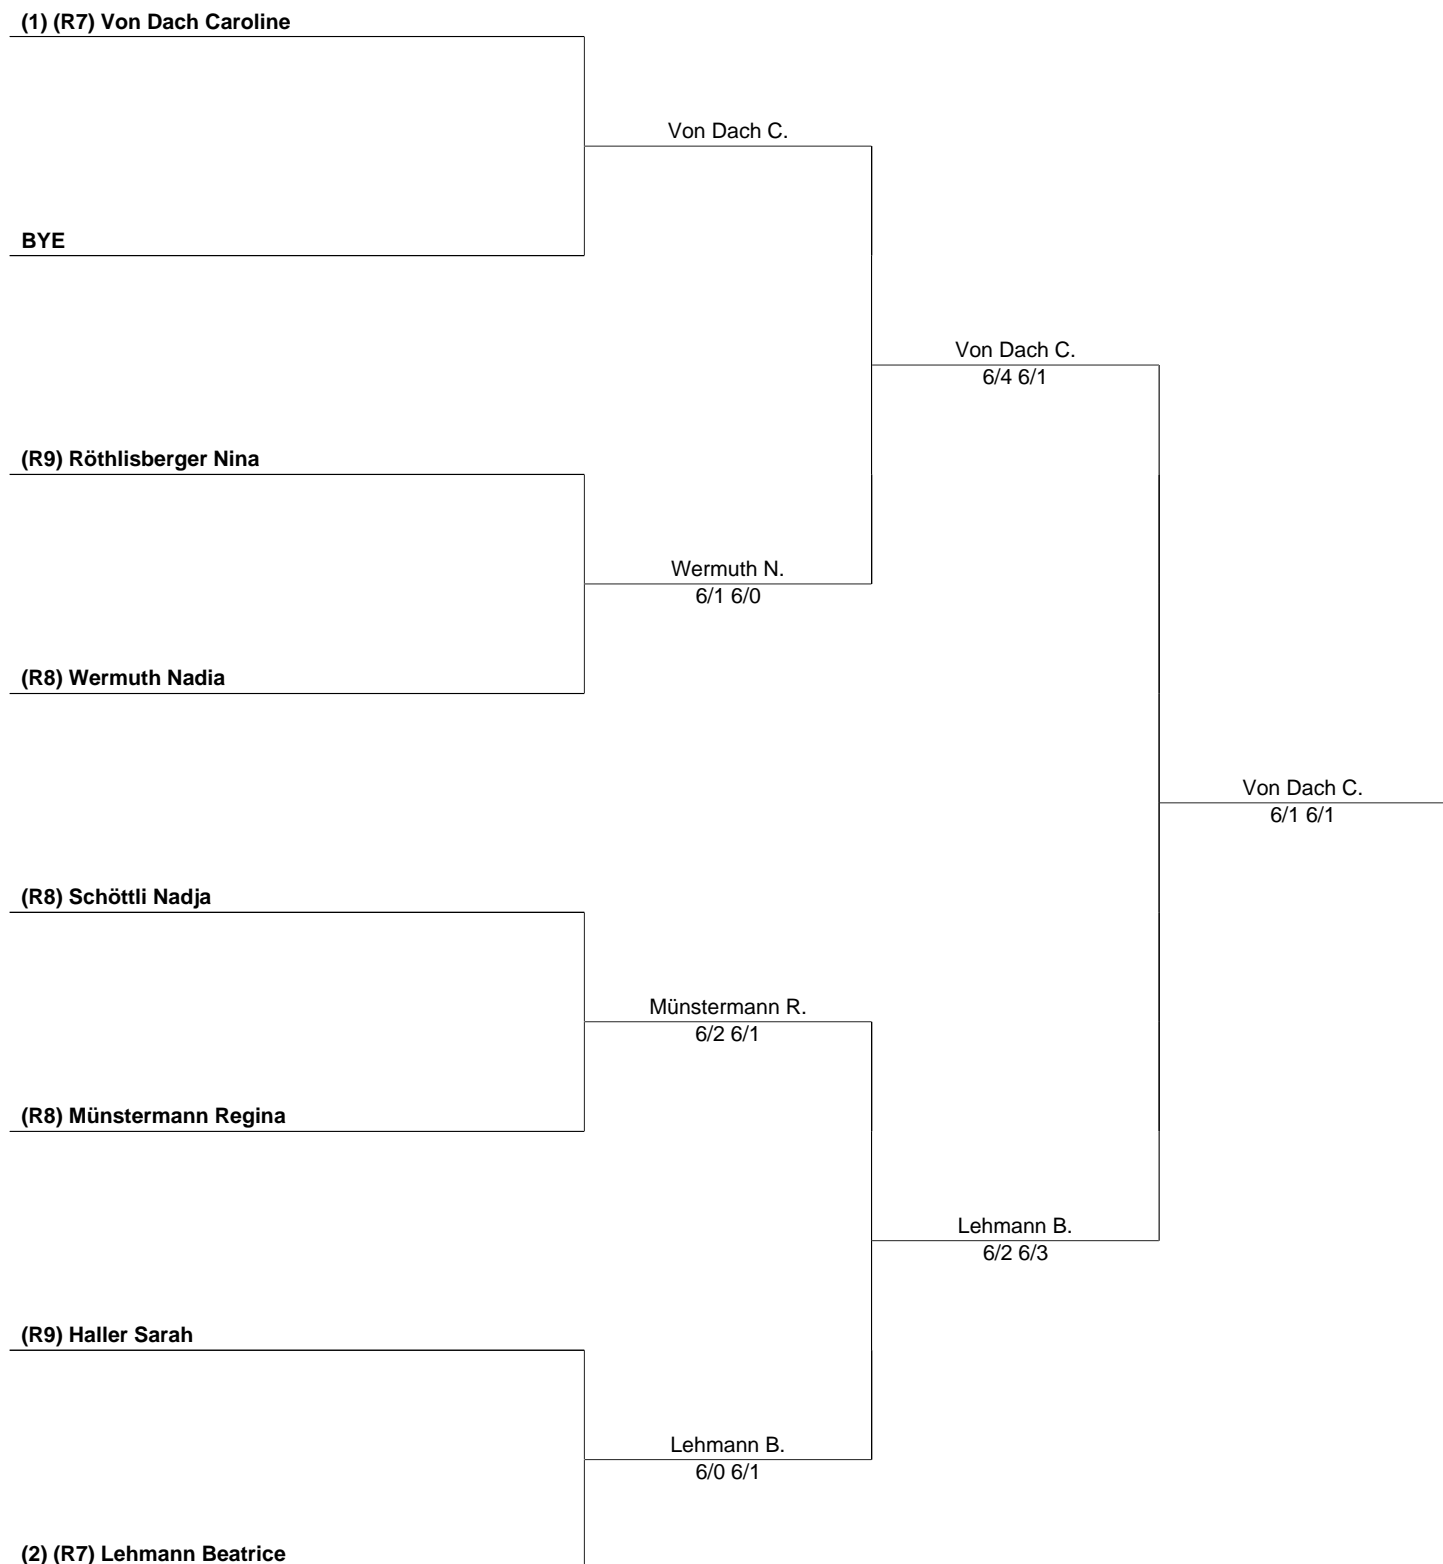 (1) (R7) Von Dach Caroline
Von Dach C.
BYE
Von Dach C.
6/4 6/1
(R9) Röthlisberger Nina
Wermuth N.
6/1 6/0
(R8) Wermuth Nadia
Von Dach C.
6/1 6/1
(R8) Schöttli Nadja
Münstermann R.
6/2 6/1
(R8) Münstermann Regina
Lehmann B.
6/2 6/3
(R9) Haller Sarah
Lehmann B.
6/0 6/1
(2) (R7) Lehmann Beatrice